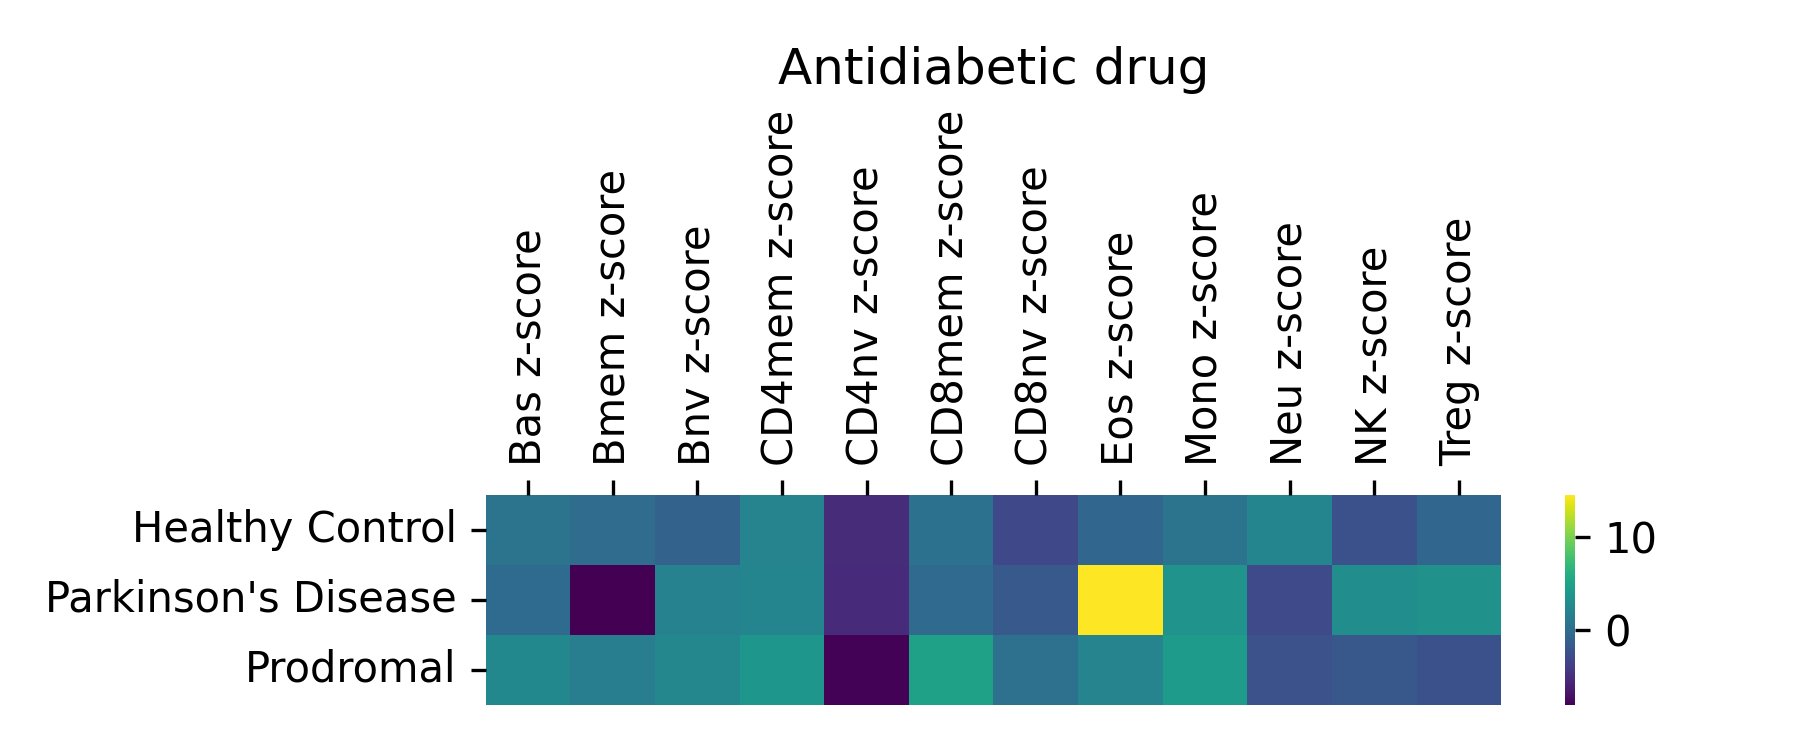 Antidiabetic drug
Bas z-score
Bmem z-score
Bnv z-score
CD4mem z-score
CD4nv z-score
CD8mem z-score
CD8nv z-score
Eos z-score
Mono z-score
Neu z-score
NK z-score
Treg z-score
Healthy Control
Parkinson's Disease
Prodromal
10
0